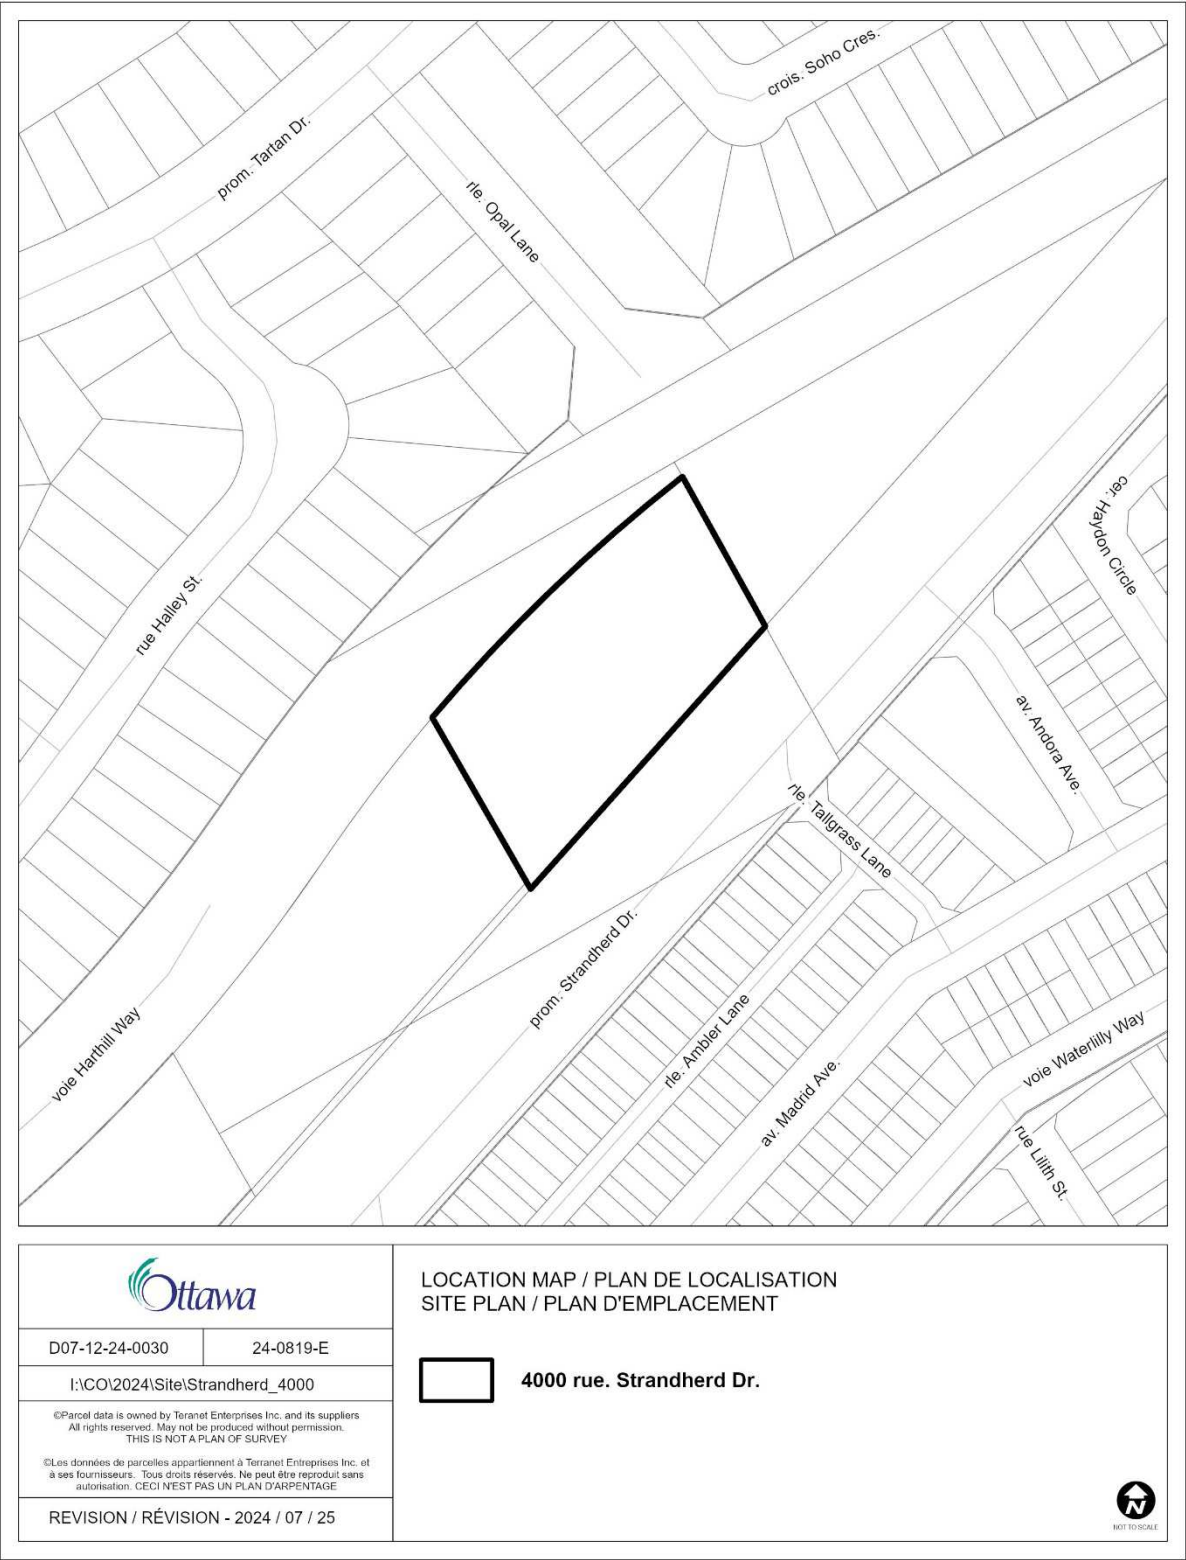 crois. Soho Cres.
prom. Tartan Dr.
rle. Opal Lane
cer. Haydon Circle
rue Halley St.
av. Andora Ave.
rle. Tallgrass Lane
prom. Strandherd Dr.
voie Harthill Way
rle. Ambler Lane
voie Waterlilly Way
av. Madrid Ave.
rue Lilith St.
Ottawa
D07-12-24-0030
24-0819-E
I:\CO\2024\Site\Strandherd_4000
©Parcel data is owned by Teranet Enterprises Inc. and its suppliers
All rights reserved. May not be produced without permission.
THIS IS NOT A PLAN OF SURVEY
©Les données de parcelles appartiennent à Terranet Entreprises Inc. et
à ses fournisseurs. Tous droits réservés. Ne peut être reproduit sans
autorisation. CECI N'EST PAS UN PLAN D'ARPENTAGE
REVISION / RÉVISION - 2024 / 07 / 25
LOCATION MAP / PLAN DE LOCALISATION
SITE PLAN / PLAN D'EMPLACEMENT
4000 rue. Strandherd Dr.
N
NOT TO SCALE